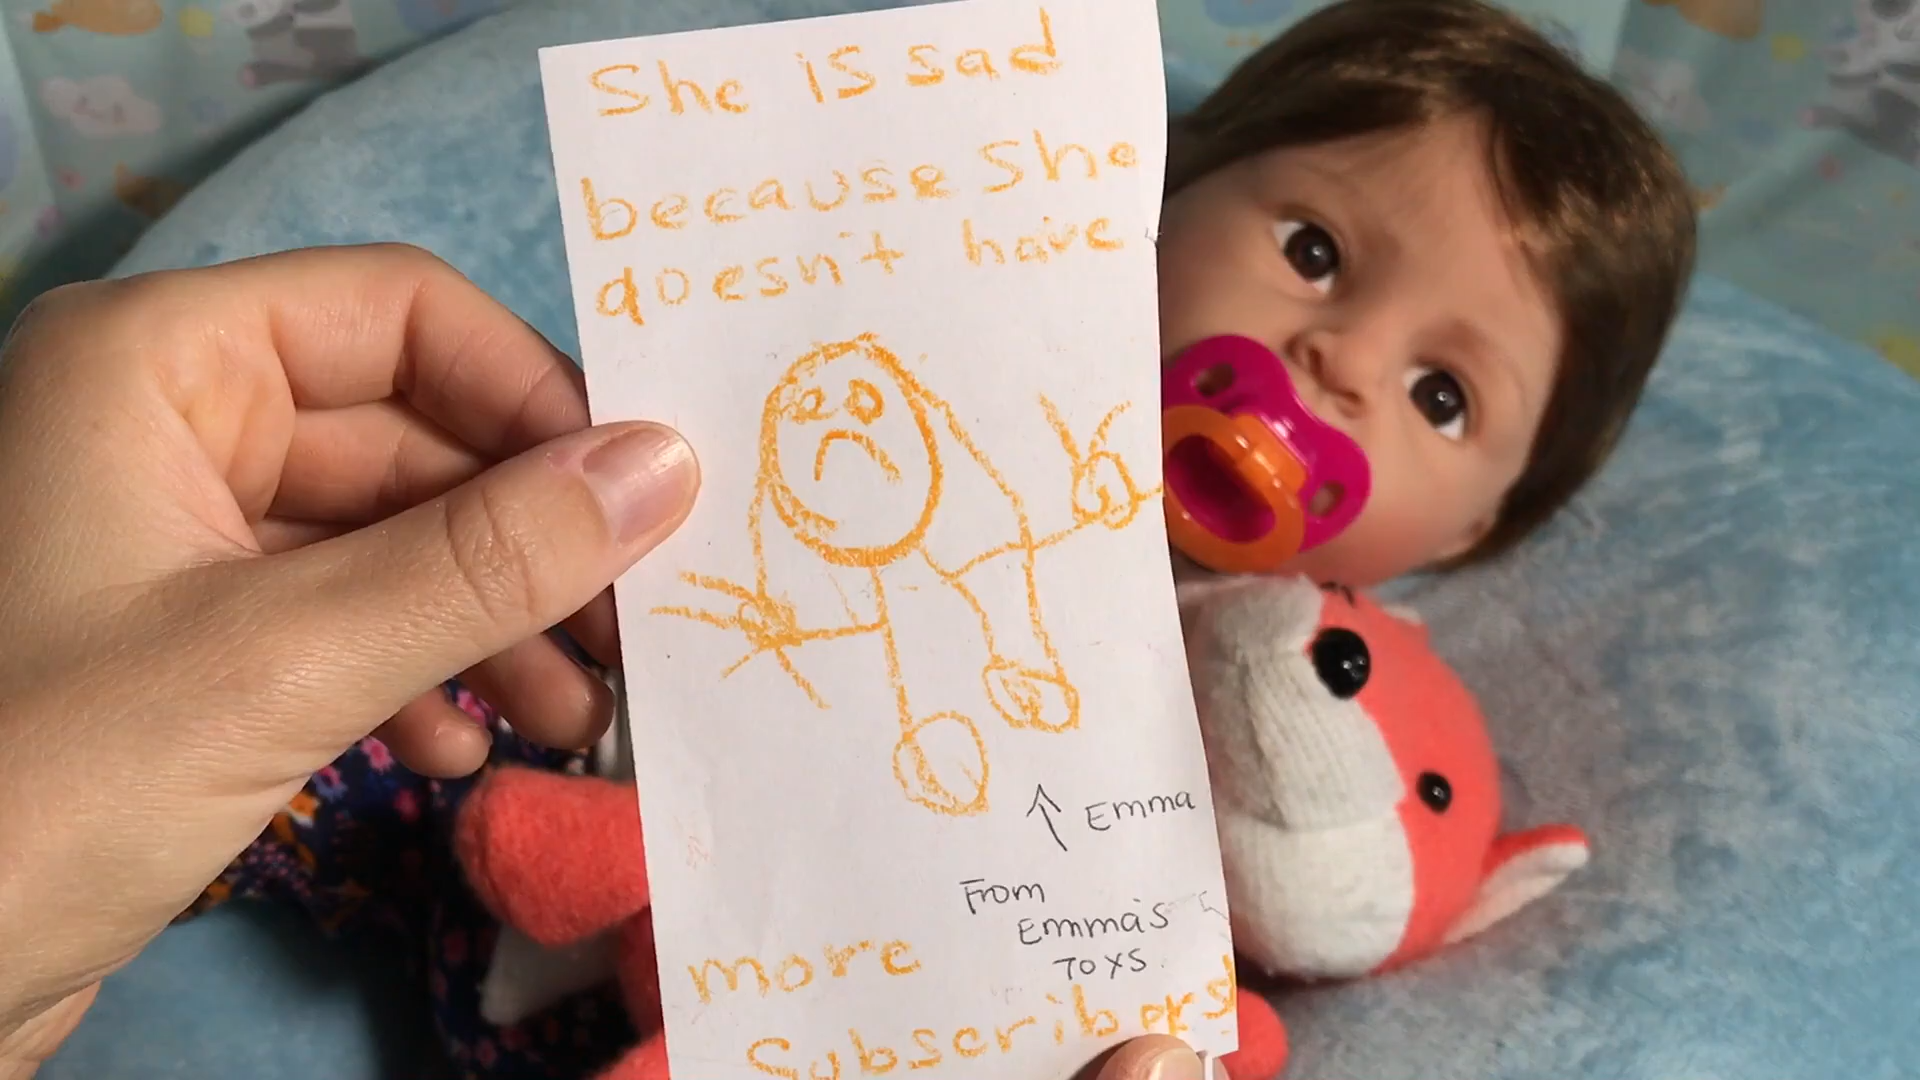 She is sad
because She
doesn't have
Emma
From
Emma's
TOYS
more
Subscribers